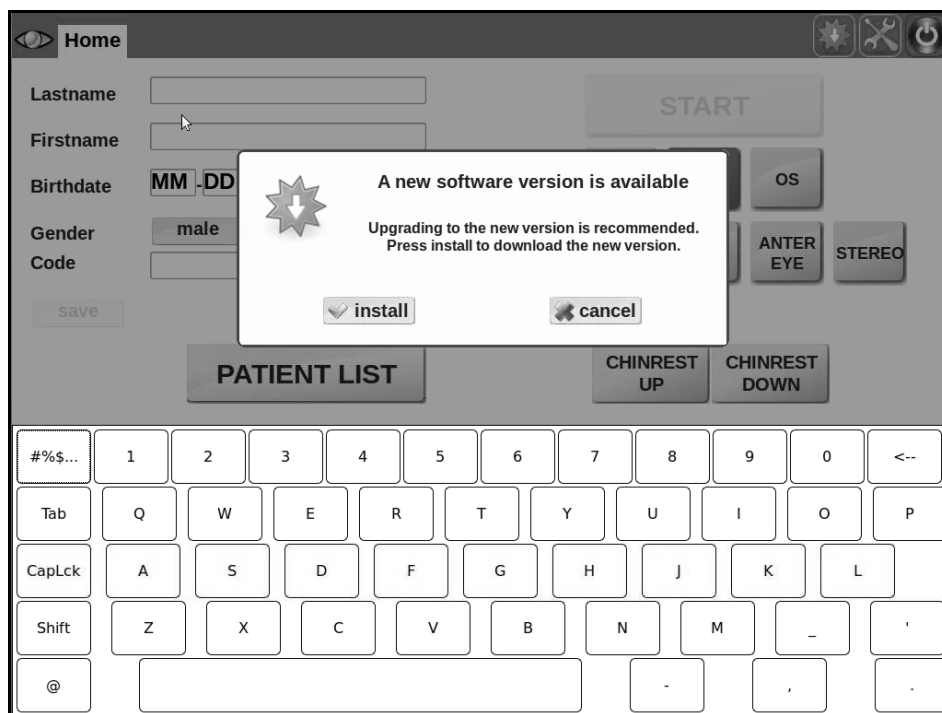 Home
Lastname
START
Firstname
Birthdate MM - DD
OS
Gender male
Code
ANTER
EYE
STEREO
save
A new software version is available
Upgrading to the new version is recommended.
Press install to download the new version.
install cancel
PATIENT LIST
CHINREST
UP
CHINREST
DOWN
#%$... 1 2 3 4 5 6 7 8 9 0 <--
Tab Q W E R T Y U I O P
CapLck A S D F G H J K L
Shift Z X C V B N M _ '
@ - , .